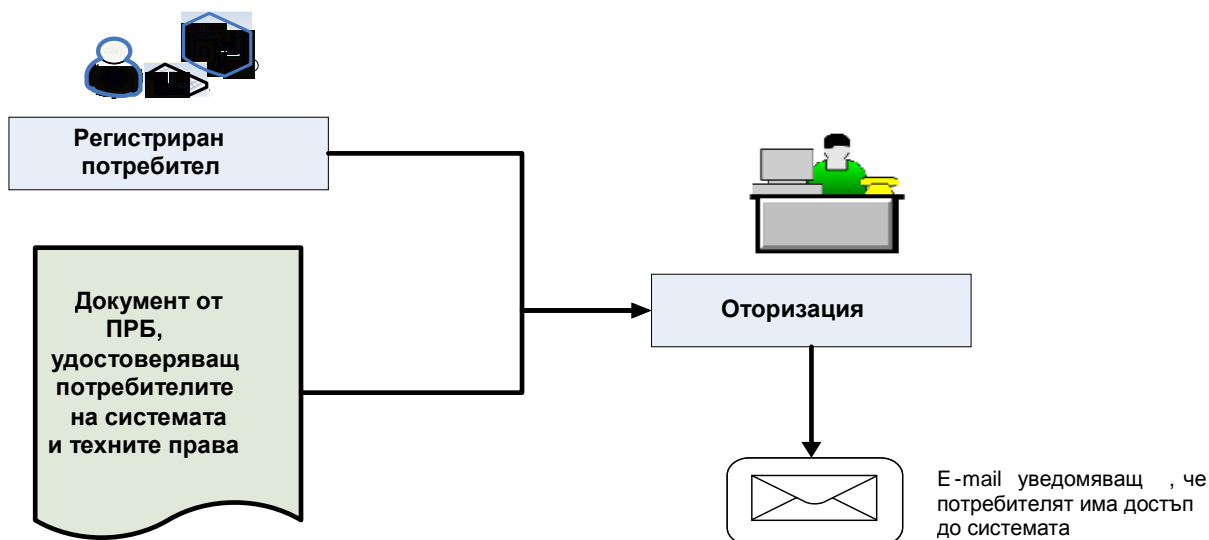 Регистриран
потребител
Документ от
ПРБ,
удостоверяващ
потребителите
на системата
и техните права
Оторизация
E-mail уведомяващ , че
потребителят има достъп
до системата